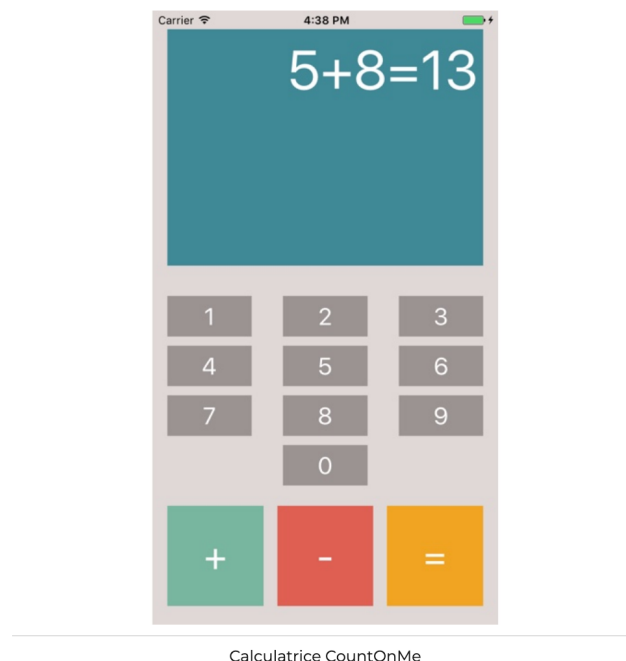 Carrier 4:38 PM
5+8=13
1 2 3
4 5 6
7 8 9
0
+ - =
Calculatrice CountOnMe